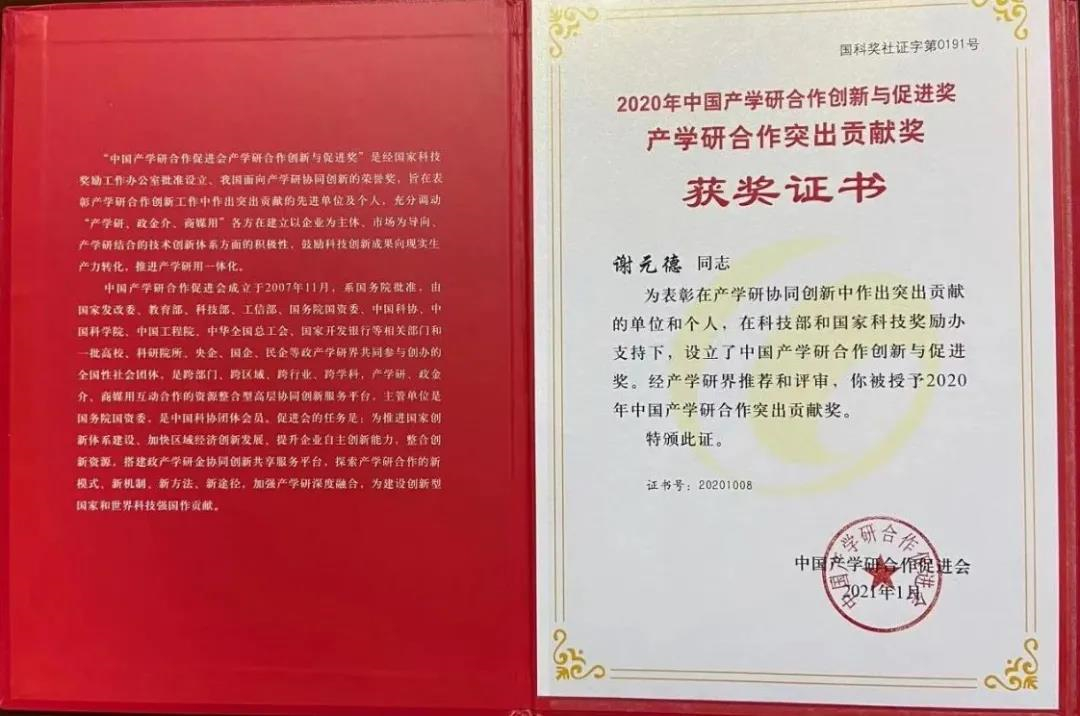 “中国产学研合作促进会产学研合作创新与促进奖”是经国家科技
奖励工作办公室批准设立、我国面向产学研协同创新的荣誉奖，旨在表
彰产学研合作创新工作中作出突出贡献的先进单位及个人，充分调动
“产学研、政金介、商媒用”各方在建立以企业为主体、市场为导向、
产学研结合的技术创新体系方面的积极性，鼓励科技创新成果向现实生
产力转化，推进产学研用一体化。
中国产学研合作促进会成立于2007年11月，系国务院批准，由
国家发改委、教育部、科技部、工信部、国务院国资委、中国科协、中
国科学院、中国工程院、中华全国总工会、国家开发银行等相关部门和
一批高校、科研院所、央企、国企、民企等政产学研界共同参与创办的
全国性社会团体，是跨部门、跨区域、跨行业、跨学科，产学研、政金
介、商媒用互动合作的资源整合型高层协同创新服务平台，主管单位是
国务院国资委，是中国科协团体会员。促进会的任务是：为推进国家创
新体系建设、加快区域经济创新发展、提升企业自主创新能力，整合创
新资源，搭建政产学研金协同创新共享服务平台，探索产学研合作的新
模式、新机制、新方法、新途径，加强产学研深度融合，为建设创新型
国家和世界科技强国作贡献。
国科奖社证字第0191号
2020年中国产学研合作创新与促进奖
产学研合作突出贡献奖
获奖证书
谢元德 同志
为表彰在产学研协同创新中作出突出贡献
的单位和个人，在科技部和国家科技奖励办
支持下，设立了中国产学研合作创新与促进
奖。经产学研界推荐和评审，你被授予2020
年中国产学研合作突出贡献奖。
特颁此证。
证书号：20201008
中国产学研合作促进会
2021年1月
中国产学研合作促进会